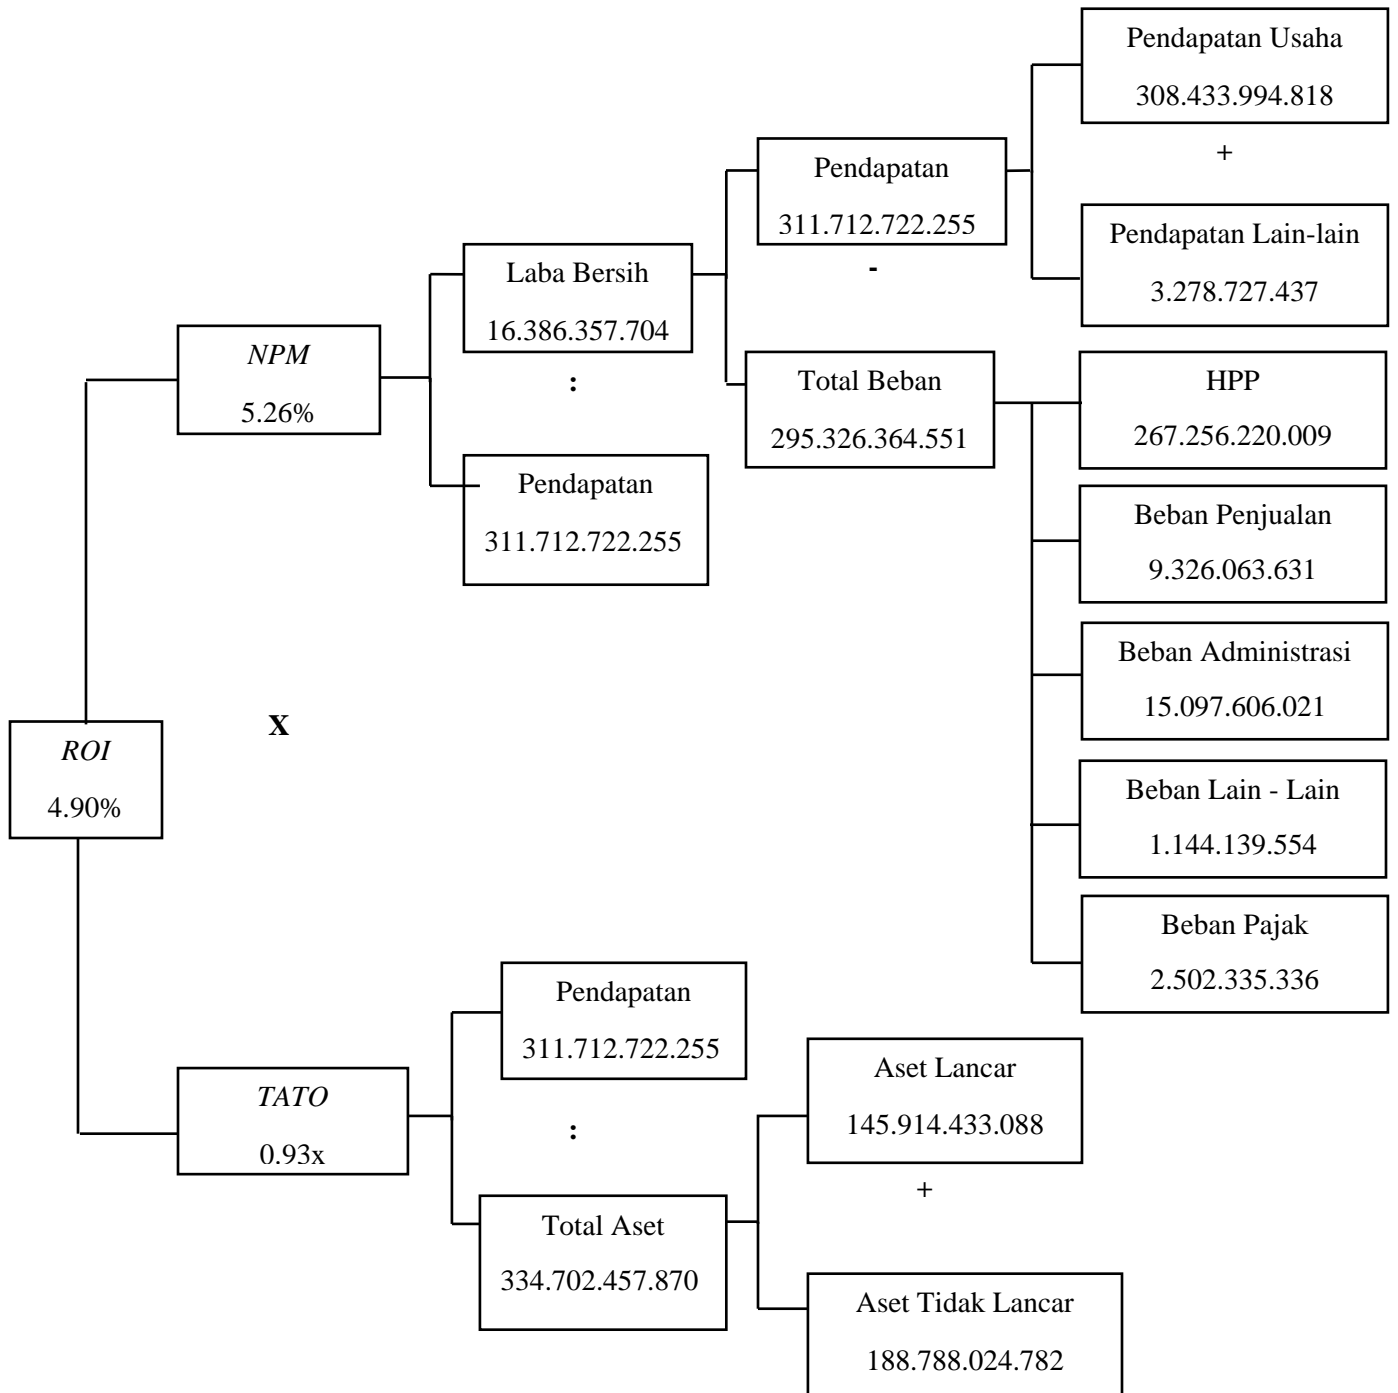 Pendapatan Usaha
308.433.994.818
+
Pendapatan
311.712.722.255
-
Pendapatan Lain-lain
3.278.727.437
Laba Bersih
16.386.357.704
:
NPM
5.26%
Total Beban
295.326.364.551
HPP
267.256.220.009
Pendapatan
311.712.722.255
Beban Penjualan
9.326.063.631
Beban Administrasi
15.097.606.021
X
ROI
4.90%
Beban Lain - Lain
1.144.139.554
Beban Pajak
2.502.335.336
Pendapatan
311.712.722.255
:
TATO
0.93x
Aset Lancar
145.914.433.088
+
Total Aset
334.702.457.870
Aset Tidak Lancar
188.788.024.782